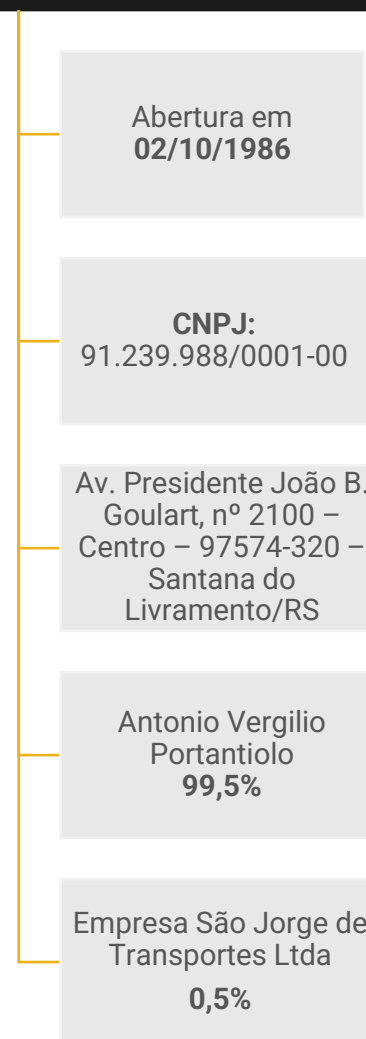 Abertura em
02/10/1986
CNPJ:
91.239.988/0001-00
Av. Presidente João B.
Goulart, nº 2100 –
Centro – 97574-320 –
Santana do
Livramento/RS
Antonio Vergilio
Portantiolo
99,5%
Empresa São Jorge de
Transportes Ltda
0,5%